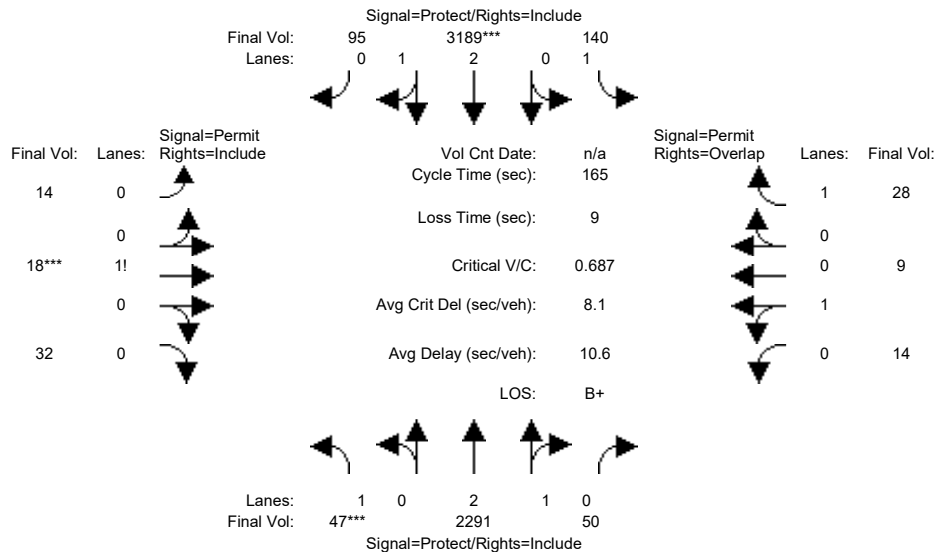 Signal=Protect/Rights=Include
Final Vol: 95 3189*** 140
Lanes: 0 1 2 0 1
Signal=Permit
Final Vol: Lanes: Rights=Include
Vol Cnt Date: n/a
Signal=Permit
Rights=Overlap Lanes: Final Vol:
Cycle Time (sec): 165
14 0
1 28
Loss Time (sec): 9
0
0
18*** 1!
Critical V/C: 0.687
0 9
0
Avg Crit Del (sec/veh): 8.1
1
32 0
Avg Delay (sec/veh): 10.6
0 14
LOS: B+
Lanes: 1 0 2 1 0
Final Vol: 47*** 2291 50
Signal=Protect/Rights=Include